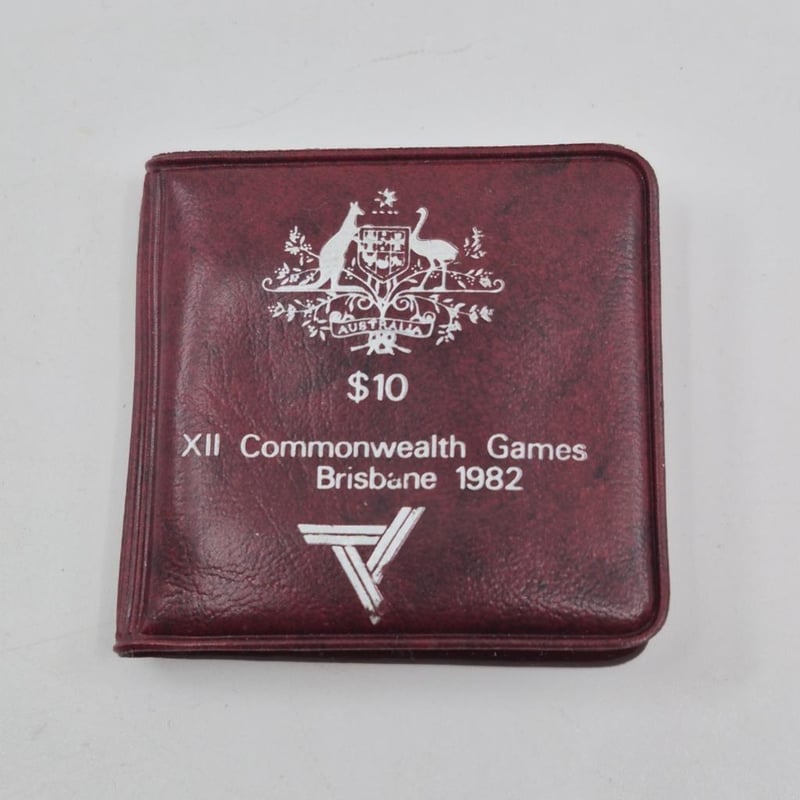 AUSTRALIA
$10
XII Commonwealth Games
Brisbane 1982